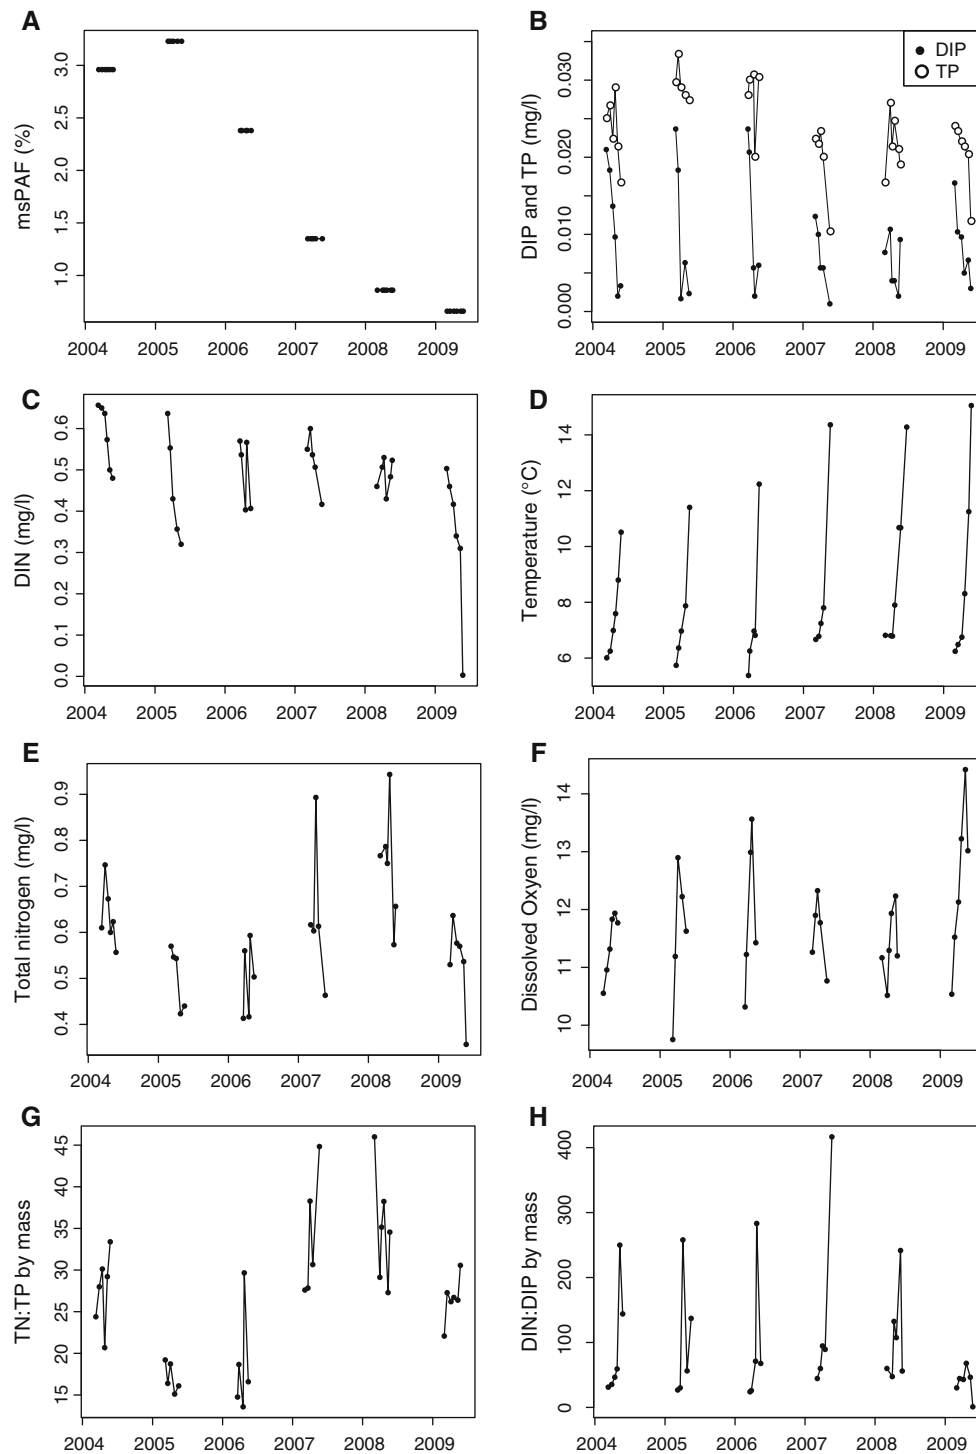 A
msPAF (%)
3.0
2.5
2.0
1.5
1.0
2004 2005 2006 2007 2008 2009
B
DIP and TP (mg/l)
0.030
0.020
0.010
0.000
DIP
TP
2004 2005 2006 2007 2008 2009
C
DIN (mg/l)
0.6
0.5
0.4
0.3
0.2
0.1
0.0
2004 2005 2006 2007 2008 2009
D
Temperature (°C)
14
12
10
8
6
2004 2005 2006 2007 2008 2009
E
Total nitrogen (mg/l)
0.9
0.8
0.7
0.6
0.5
0.4
2004 2005 2006 2007 2008 2009
F
Dissolved Oxyen (mg/l)
14
13
12
11
10
2004 2005 2006 2007 2008 2009
G
TN:TP by mass
45
40
35
30
25
20
15
2004 2005 2006 2007 2008 2009
H
DIN:DIP by mass
400
300
200
100
0
2004 2005 2006 2007 2008 2009